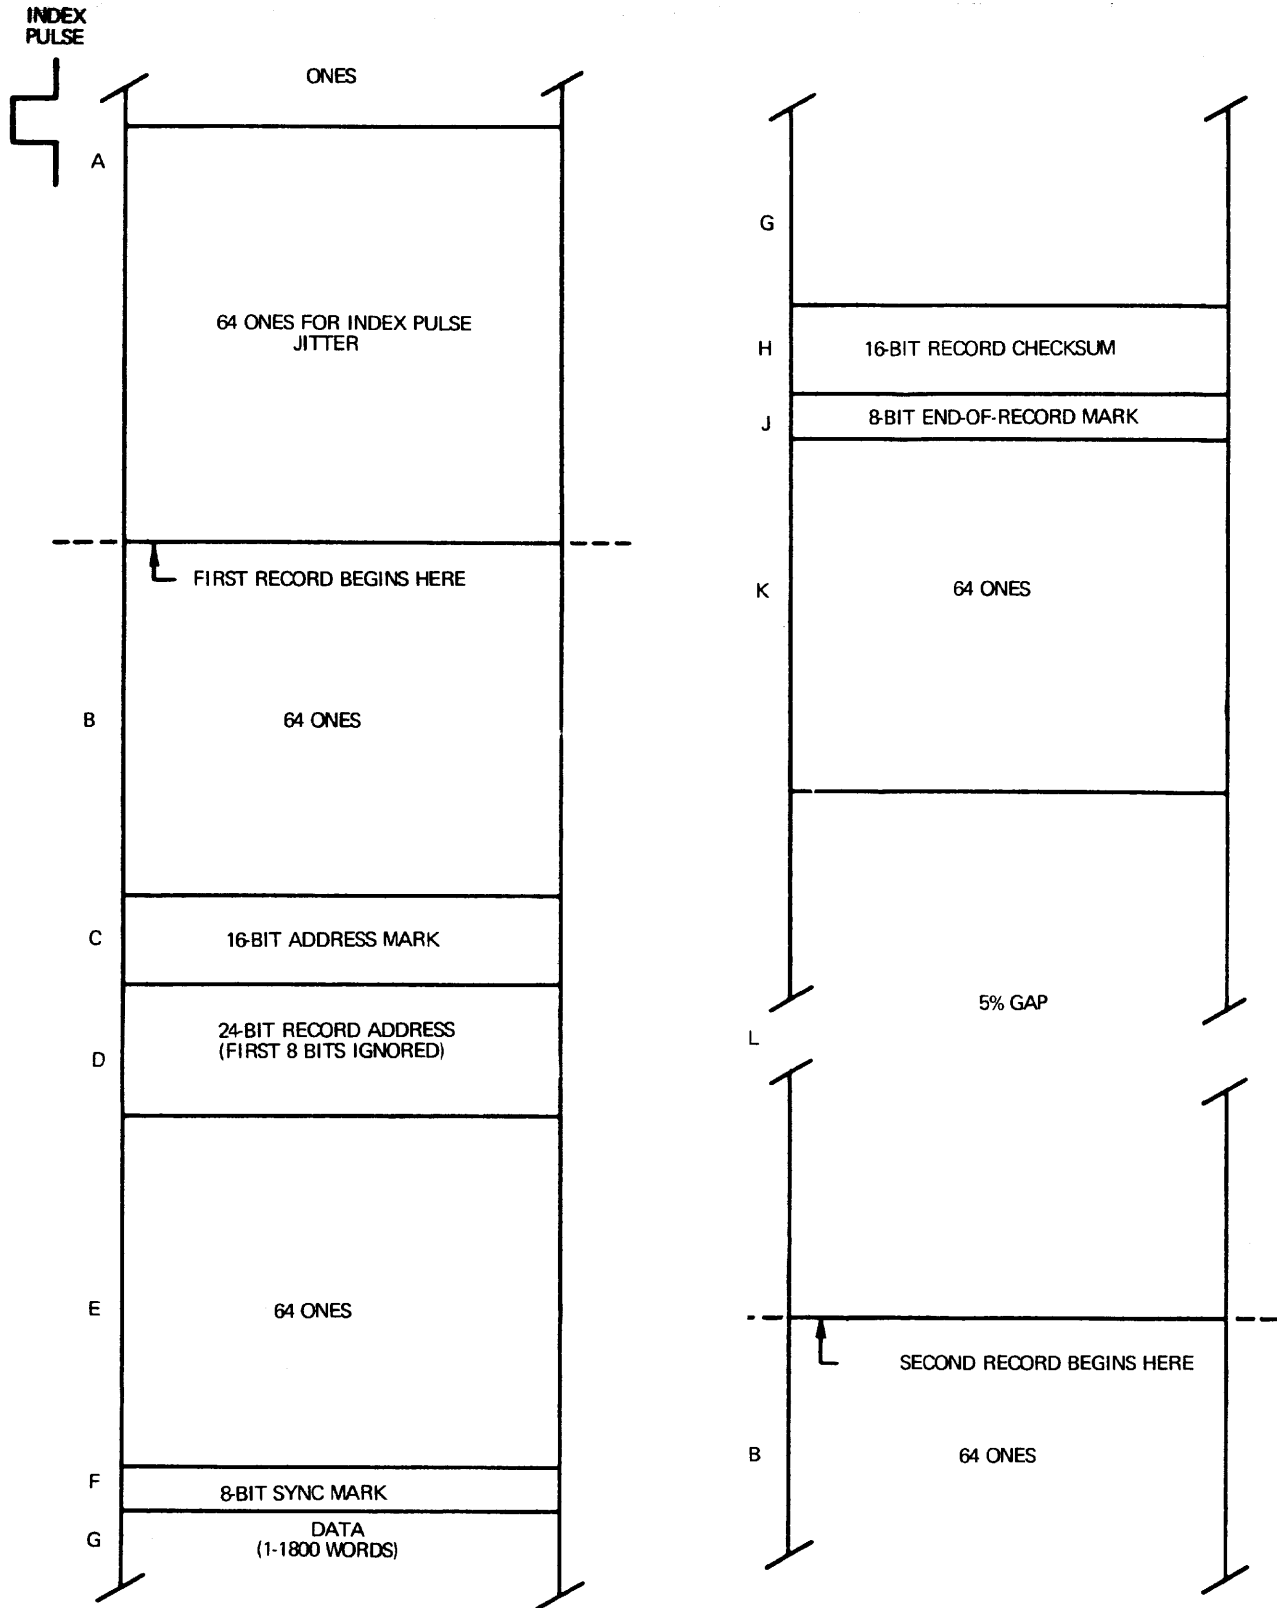 INDEX
PULSE
ONES
A
64 ONES FOR INDEX PULSE
JITTER
FIRST RECORD BEGINS HERE
B
64 ONES
C
16-BIT ADDRESS MARK
24-BIT RECORD ADDRESS
(FIRST 8 BITS IGNORED)
D
E
64 ONES
F
8-BIT SYNC MARK
G
DATA
(1-1800 WORDS)
G
H
16-BIT RECORD CHECKSUM
J
8-BIT END-OF-RECORD MARK
K
64 ONES
5% GAP
L
SECOND RECORD BEGINS HERE
B
64 ONES